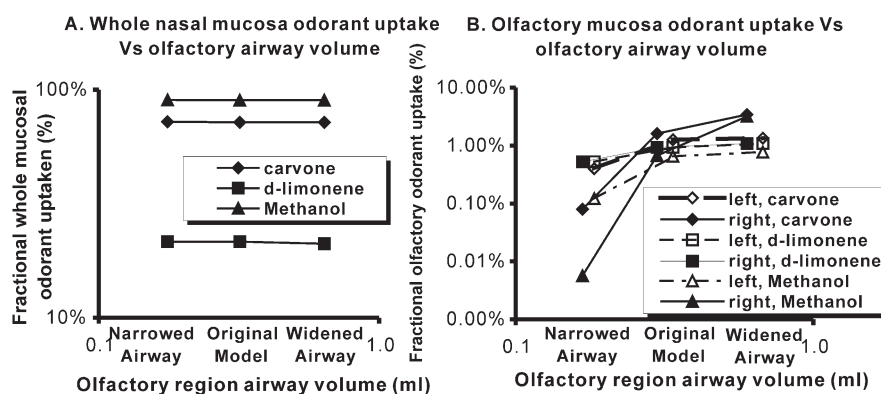 A. Whole nasal mucosa odorant uptake
Vs olfactory airway volume
Fractional whole mucosal
odorant uptaken (%)
100%
10%
carvone
d-limonene
Methanol
0.1
Narrowed
Airway
Original
Model
Widened
Airway
1.0
Olfactory region airway volume (ml)
B. Olfactory mucosa odorant uptake Vs
olfactory airway volume
Fractional olfactory odorant uptake (%)
10.00%
1.00%
0.10%
0.01%
0.00%
left, carvone
right, carvone
left, d-limonene
right, d-limonene
left, Methanol
right, Methanol
0.1
Narrowed
Airway
Original
Model
Widened
Airway
1.0
Olfactory region airway volume (ml)